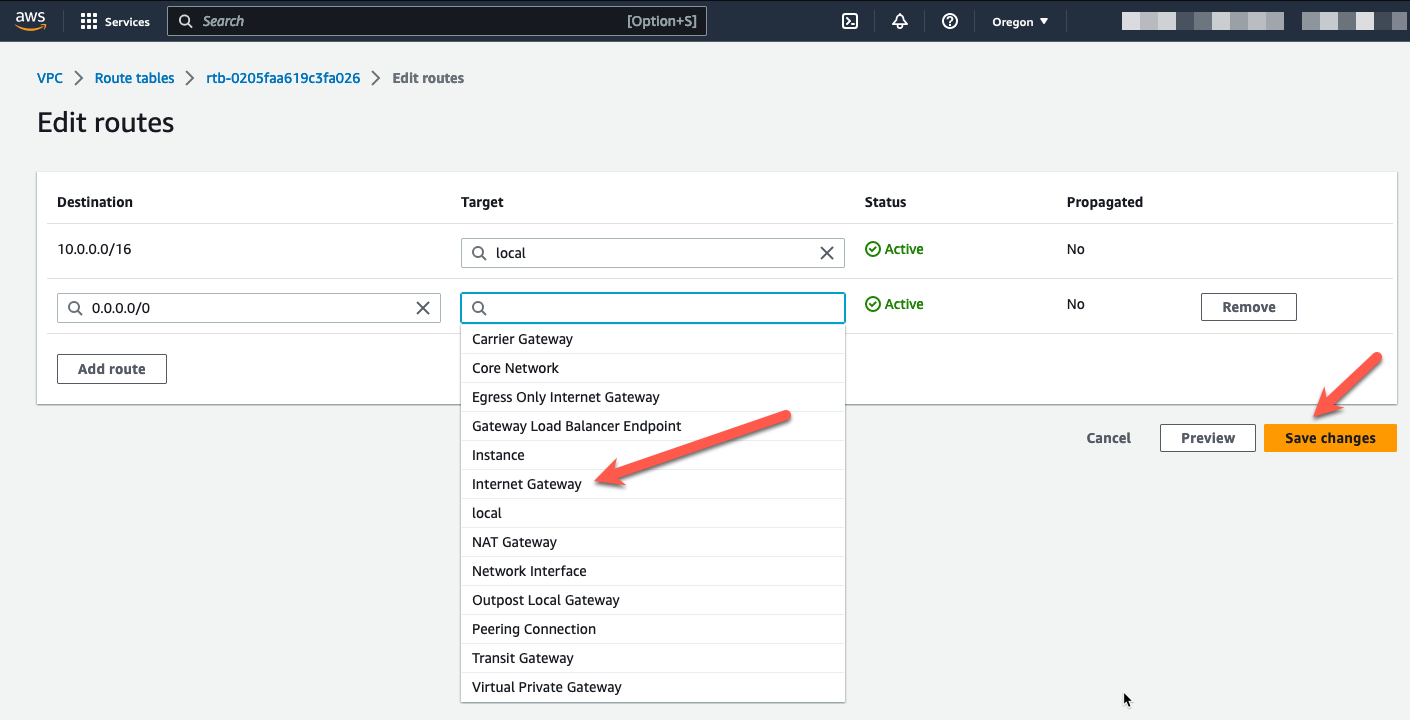 aws Services Search [Option+S] Oregon
VPC Route tables rtb-0205faa619c3fa026 Edit routes
Edit routes
Destination Target Status Propagated
10.0.0.0/16 local Active No
0.0.0.0/0 Active No Remove
Add route
Carrier Gateway
Core Network
Egress Only Internet Gateway
Gateway Load Balancer Endpoint
Instance
Internet Gateway
local
NAT Gateway
Network Interface
Outpost Local Gateway
Peering Connection
Transit Gateway
Virtual Private Gateway
Cancel Preview Save changes